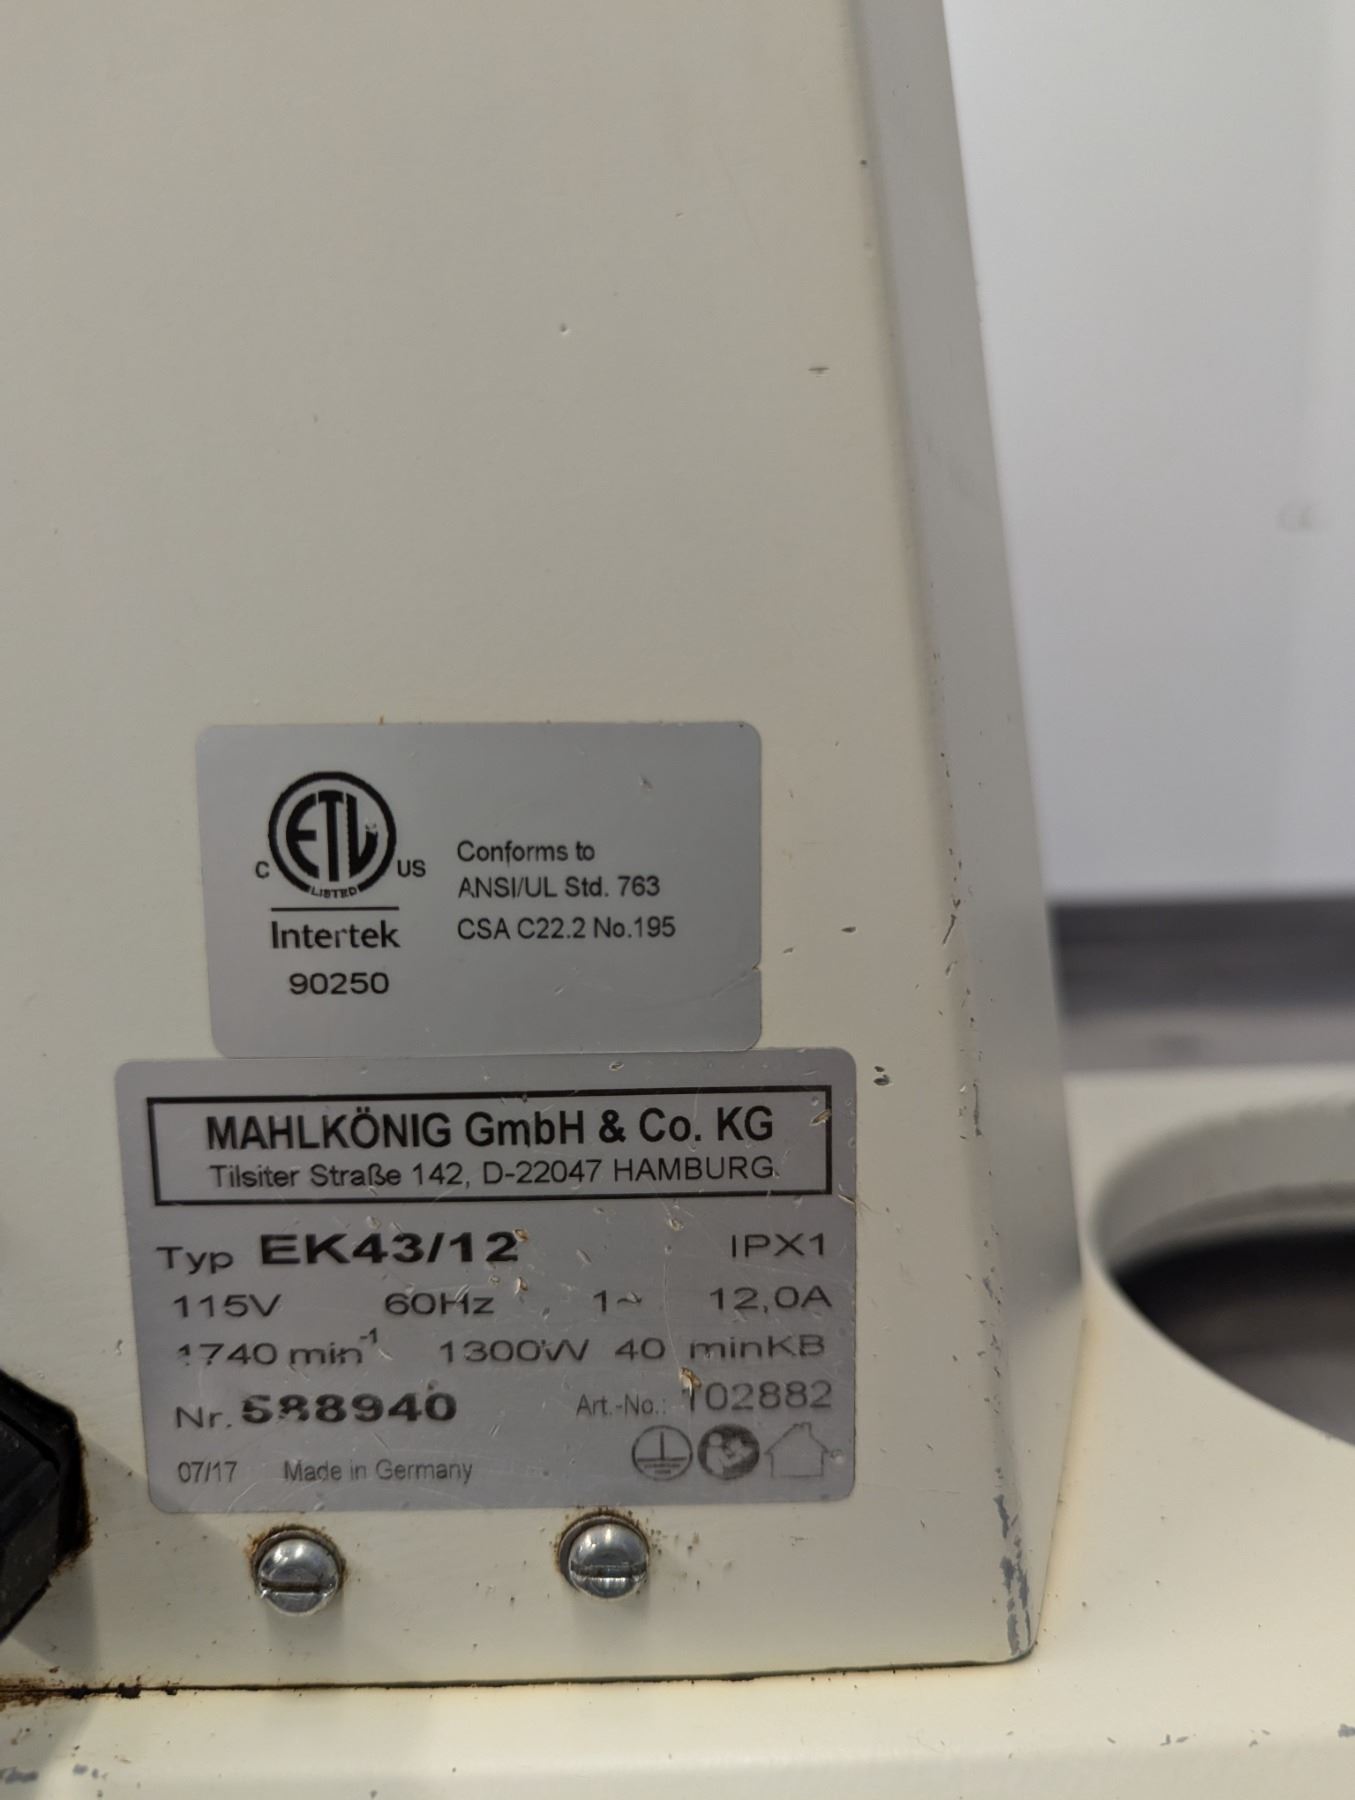 ETL
LISTED
C US
Intertek
90250
Conforms to
ANSI/UL Std. 763
CSA C22.2 No.195
MAHLKÖNIG GmbH & Co. KG
Tilsiter Straße 142, D-22047 HAMBURG
Typ EK43/12 IPX1
115V 60Hz 1~ 12,0A
1740 min⁻¹ 1300W 40 minKB
Nr. 588940 Art.-No.: 102882
07/17 Made in Germany